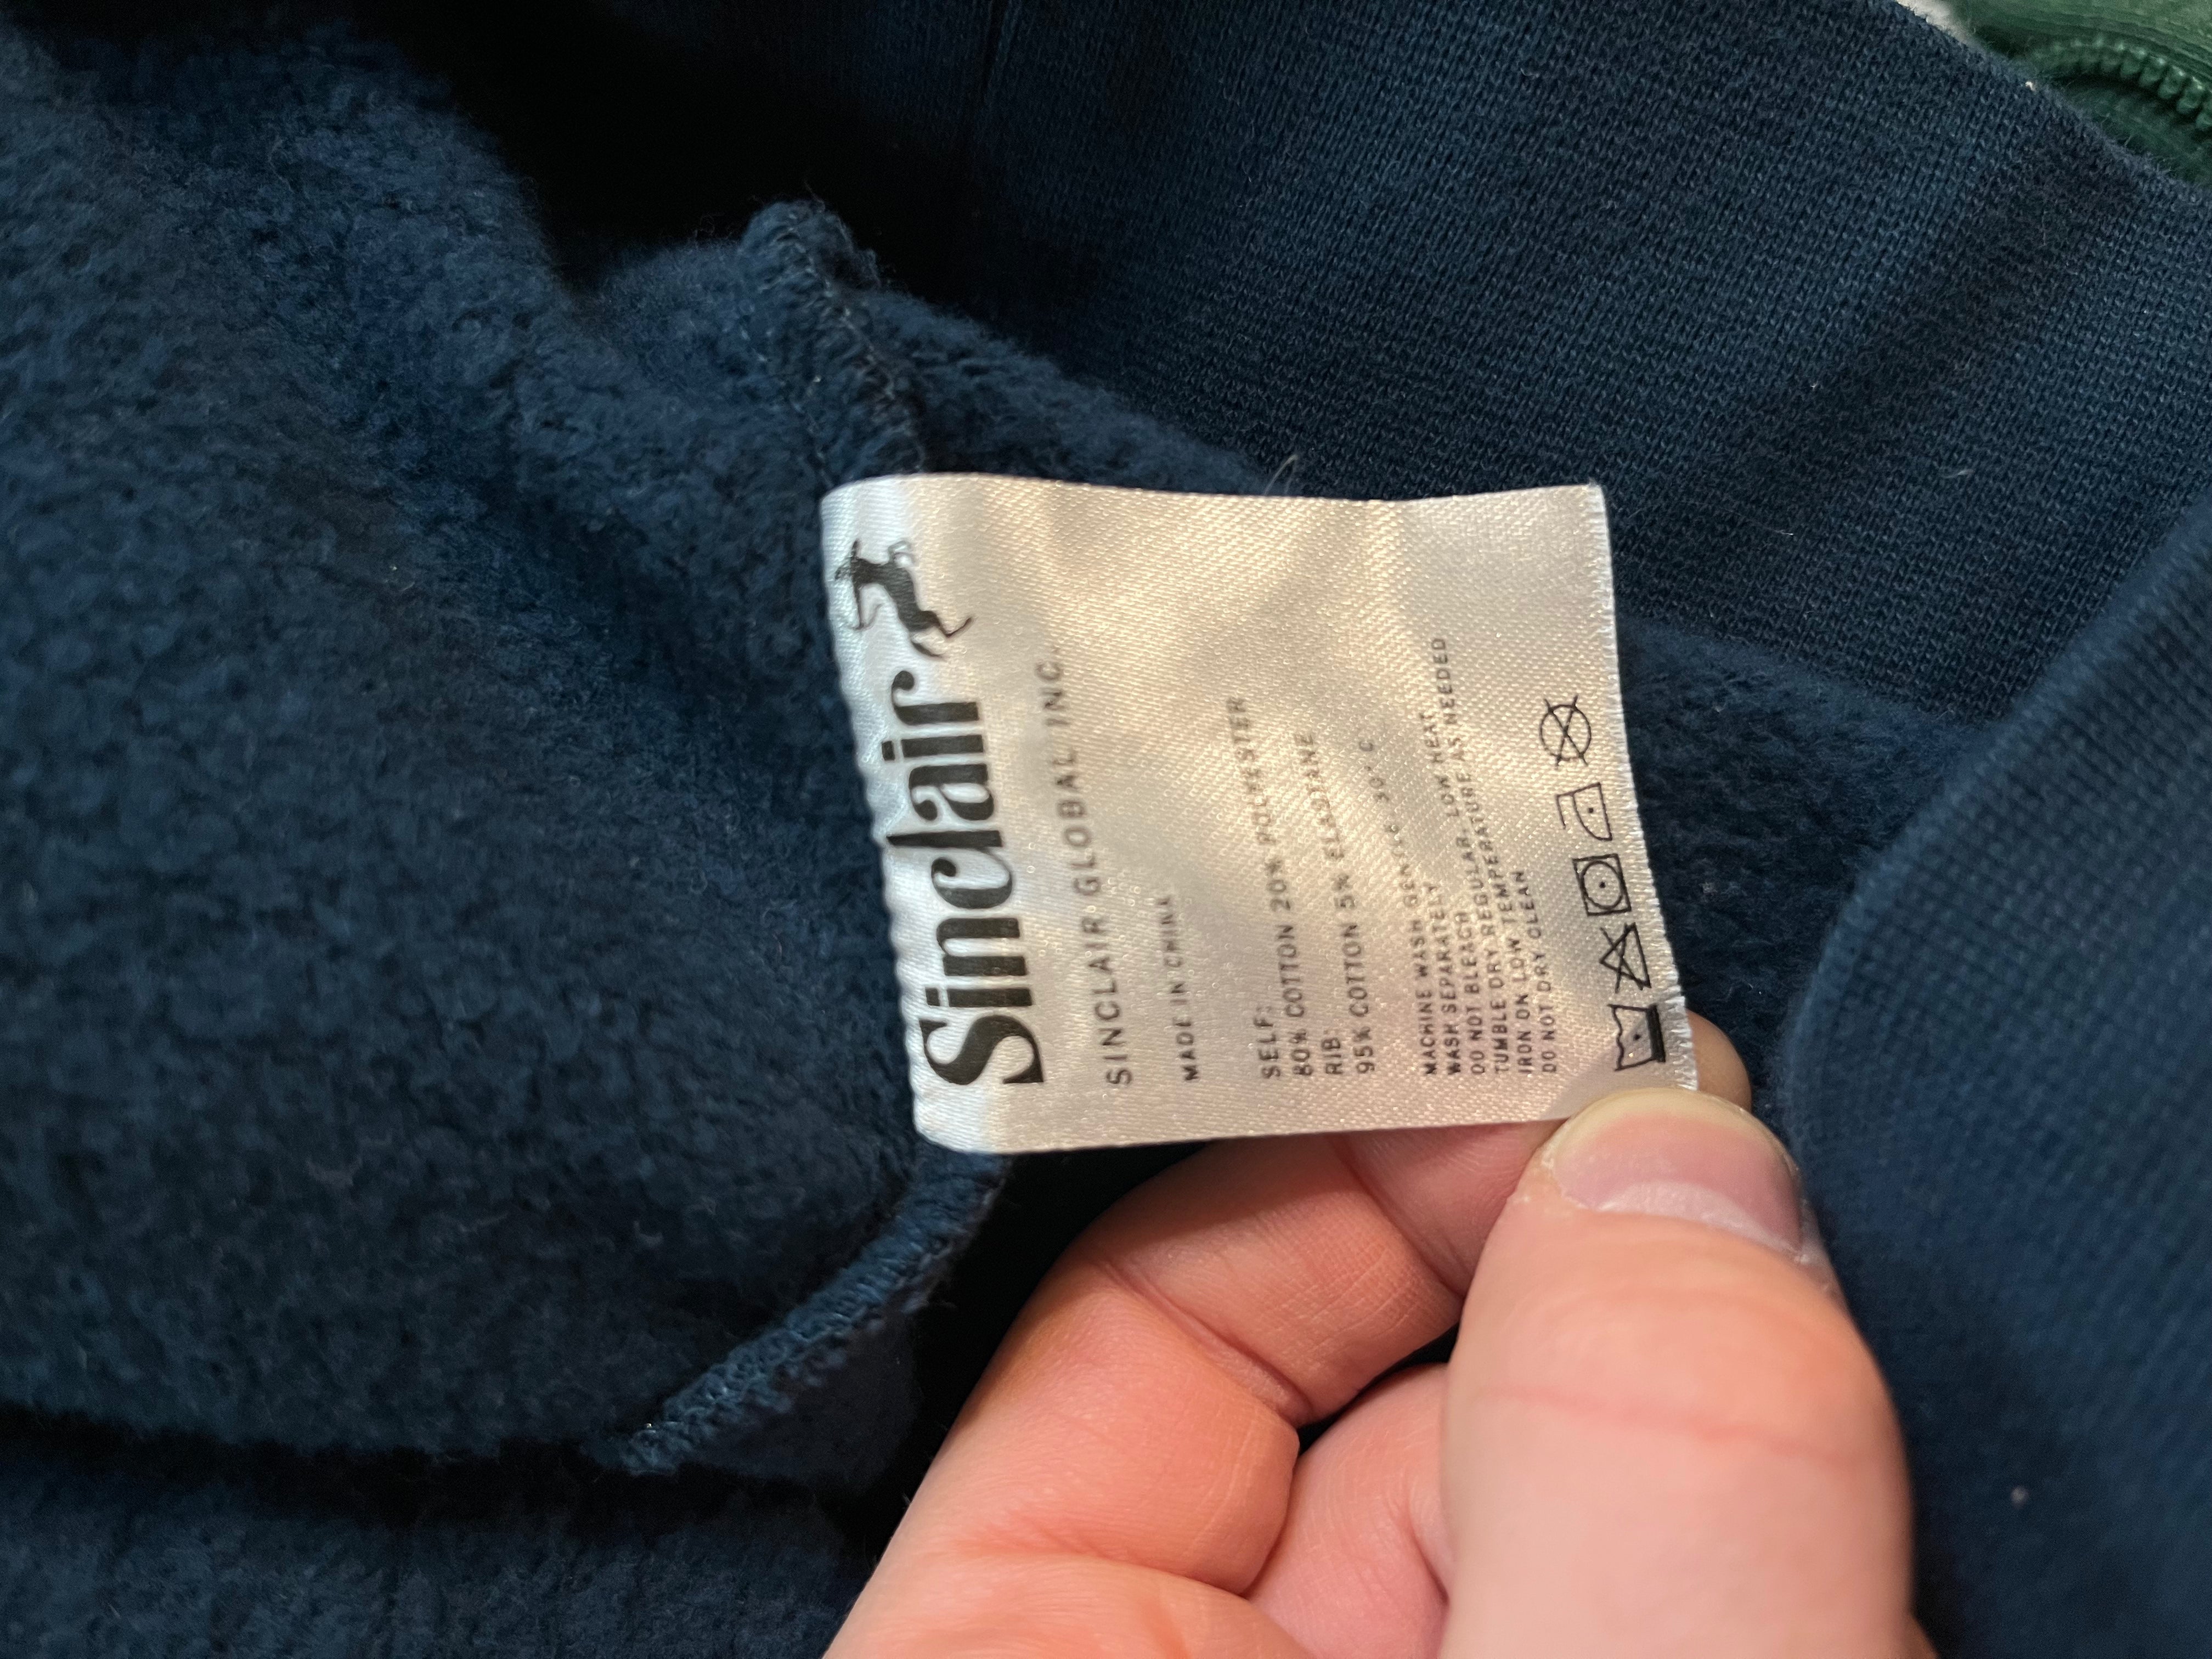 Sinclair
SINCLAIR GLOBAL INC.
MADE IN CHINA
SELF:
80% COTTON 20% POLYESTER
RIB:
95% COTTON 5% ELASTANE
MACHINE WASH GENTLE 30° C
WASH SEPARATELY
DO NOT BLEACH
TUMBLE DRY REGULAR, LOW HEAT
IRON ON LOW TEMPERATURE AS NEEDED
DO NOT DRY CLEAN